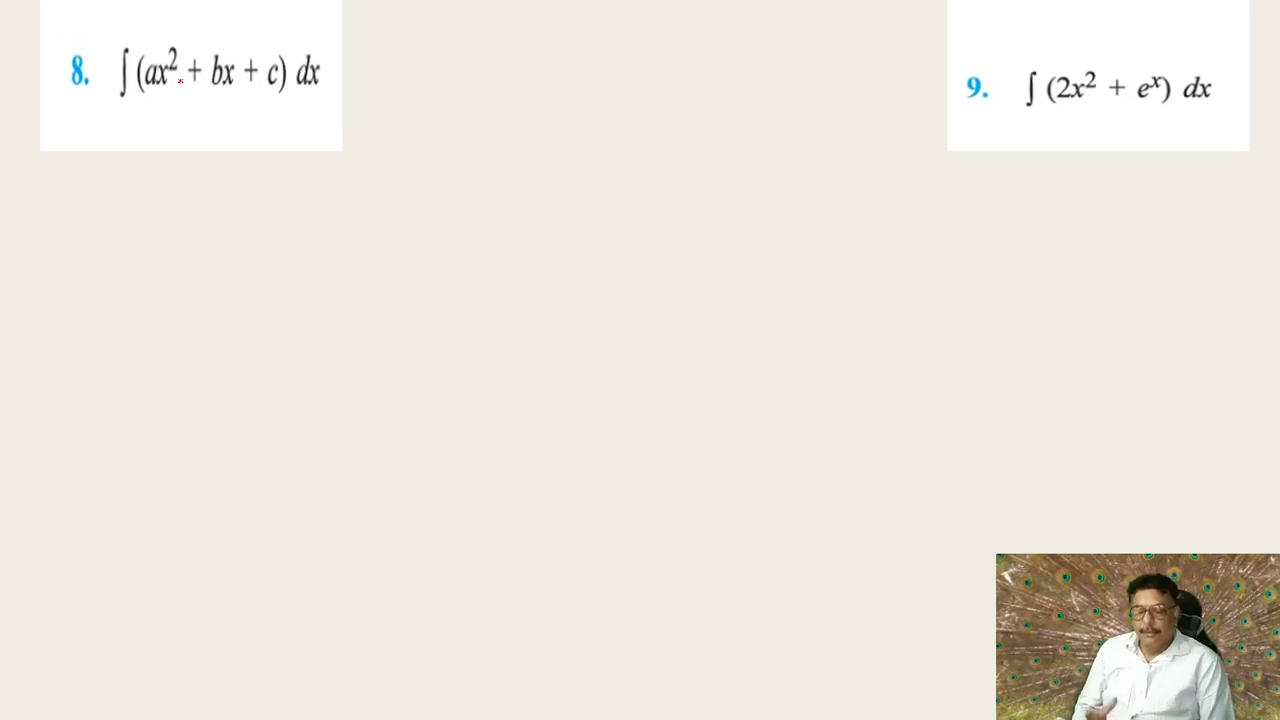 8. ∫ (ax² + bx + c) dx
9. ∫ (2x² + eˣ) dx